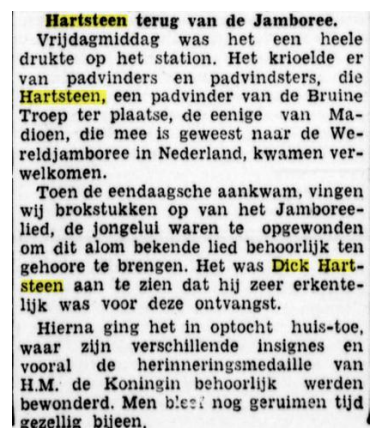 Hartsteen terug van de Jamboree.
Vrijdagmiddag was het een heele
drukte op het station. Het krioelde er
van padvinders en padvindsters, die
Hartsteen, een padvinder van de Bruine
Troep ter plaatse, de eenige van Ma-
dioen, die mee is geweest naar de We-
reldjamboree in Nederland, kwamen ver-
welkomen.
Toen de eendaagsche aankwam, vingen
wij brokstukken op van het Jamboree-
lied, de jongelui waren te opgewonden
om dit alom bekende lied behoorlijk ten
gehoore te brengen. Het was Dick Hart-
steen aan te zien dat hij zeer erkente-
lijk was voor deze ontvangst.
Hierna ging het in optocht huis-toe,
waar zijn verschillende insignes en
vooral de herinneringsmedaille van
H.M. de Koningin behoorlijk werden
bewonderd. Men bleef nog geruimen tijd
gezellig bijeen.